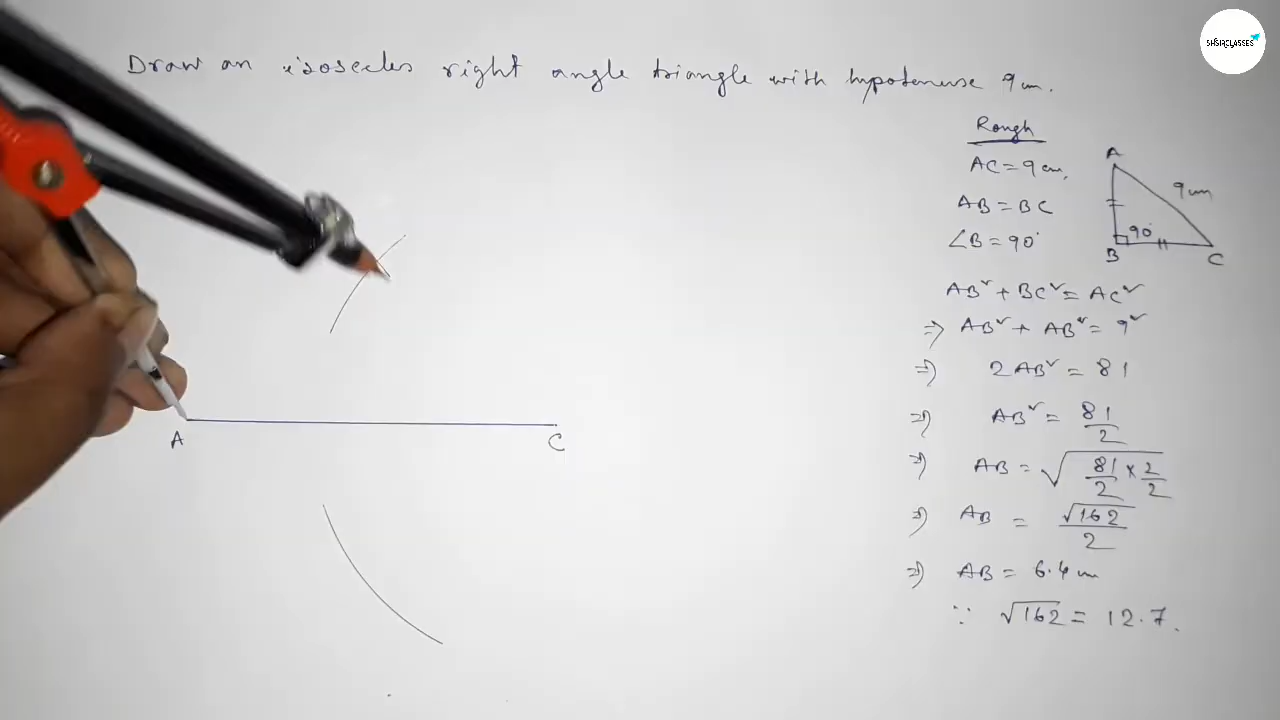 SHSIRCLASSES
Draw an isosceles right angle triangle with hypotenuse 9cm.
Rough
AC = 9cm,
AB = BC
∠B = 90°
A
9cm
90°
B
C
AB² + BC² = AC²
⇒ AB² + AB² = 9²
⇒ 2AB² = 81
⇒ AB² = 81/2
⇒ AB = √(81/2 × 2/2)
⇒ AB = √162/2
⇒ AB = 6.4 cm
∵ √162 = 12.7.
A
C